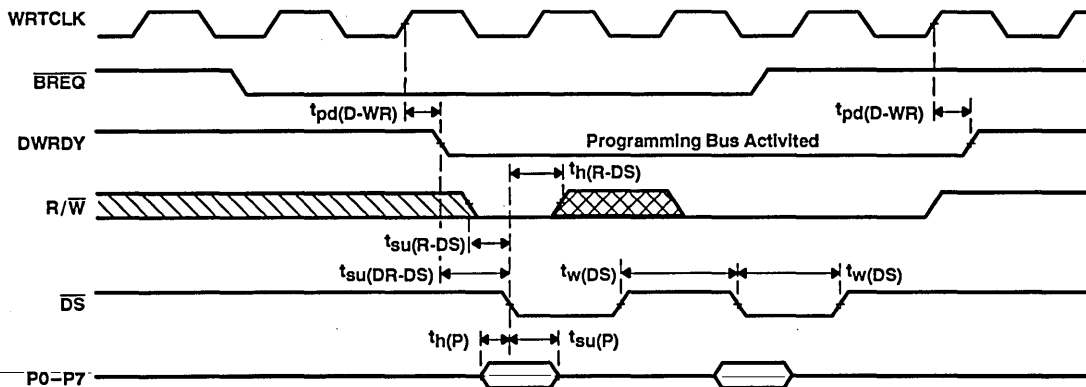 WRTCLK
BREQ
tpd(D-WR)
tpd(D-WR)
DWRDY
Programming Bus Activited
th(R-DS)
R/W
tsu(R-DS)
tsu(DR-DS)
tw(DS)
tw(DS)
DS
th(P)
tsu(P)
P0–P7